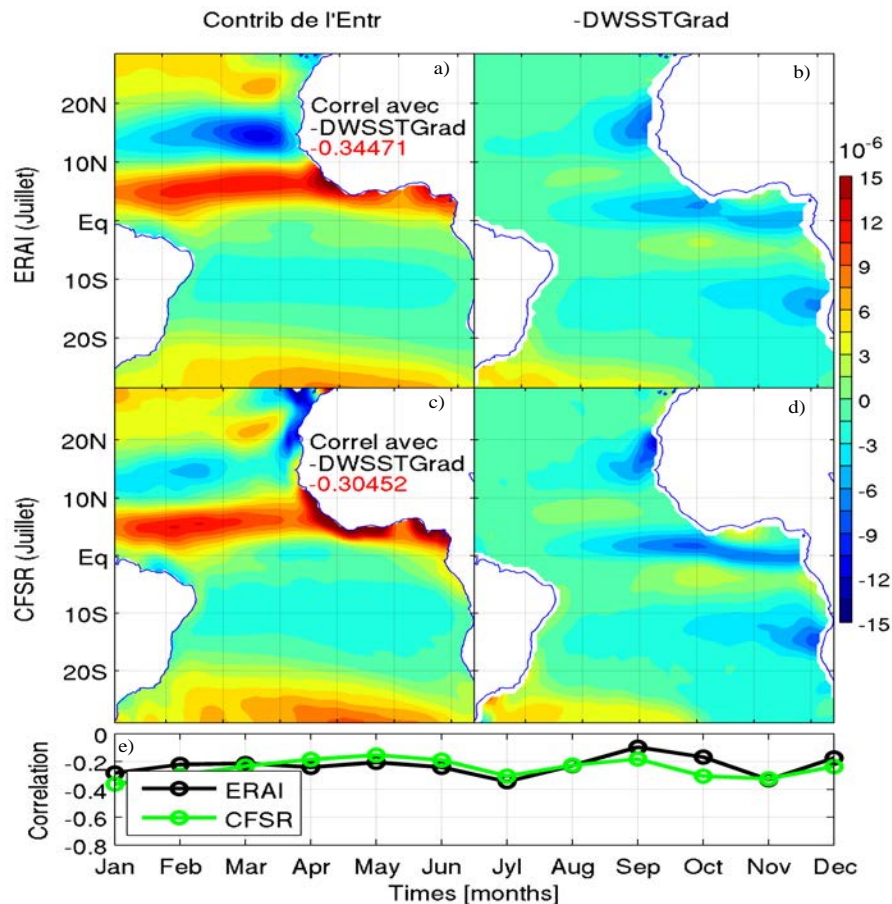 Contrib de l'Entr
-DWSSTGrad
a)
b)
Correl avec
-DWSSTGrad
-0.34471
20N
10N
Eq
10S
20S
ERAI (Juillet)
10^-6
15
12
9
6
3
0
-3
-6
-9
-12
-15
c)
d)
Correl avec
-DWSSTGrad
-0.30452
20N
10N
Eq
10S
20S
CFSR (Juillet)
e)
0
-0.2
-0.4
-0.6
-0.8
Correlation
ERAI
CFSR
Jan Feb Mar Apr May Jun Jyl Aug Sep Oct Nov Dec
Times [months]